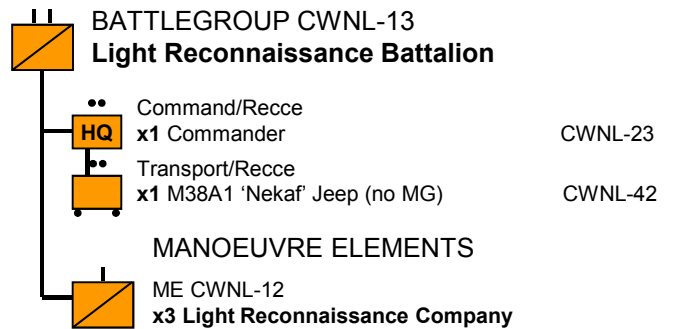 BATTLEGROUP CWNL-13
Light Reconnaissance Battalion
Command/Recce
HQ x1 Commander CWNL-23
Transport/Recce
x1 M38A1 ‘Nekaf’ Jeep (no MG) CWNL-42
MANOEUVRE ELEMENTS
ME CWNL-12
x3 Light Reconnaissance Company